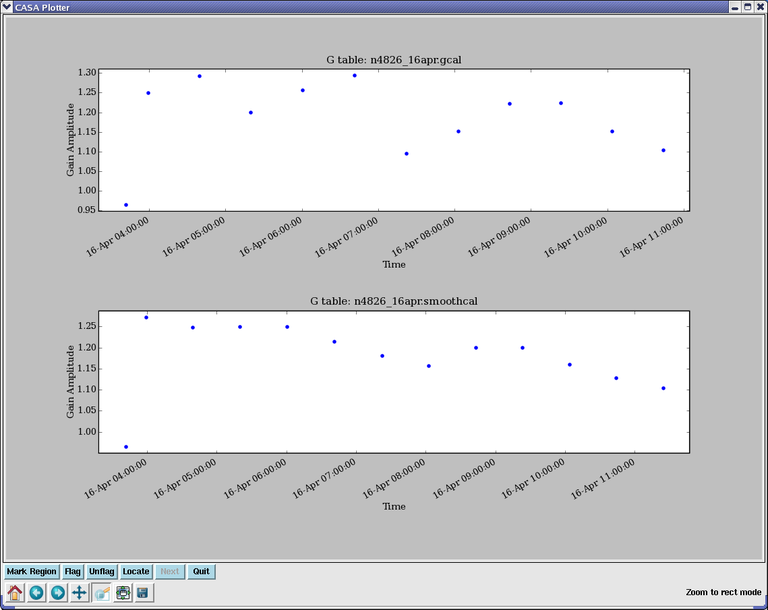 CASA Plotter
G table: n4826_16apr.gcal
1.30
1.25
1.20
1.15
1.10
1.05
1.00
0.95
Gain Amplitude
16-Apr 04:00:00
16-Apr 05:00:00
16-Apr 06:00:00
16-Apr 07:00:00
16-Apr 08:00:00
16-Apr 09:00:00
16-Apr 10:00:00
16-Apr 11:00:00
Time
G table: n4826_16apr.smoothcal
1.25
1.20
1.15
1.10
1.05
1.00
Gain Amplitude
16-Apr 04:00:00
16-Apr 05:00:00
16-Apr 06:00:00
16-Apr 07:00:00
16-Apr 08:00:00
16-Apr 09:00:00
16-Apr 10:00:00
16-Apr 11:00:00
Time
Mark Region Flag Unflag Locate Next Quit
Zoom to rect mode